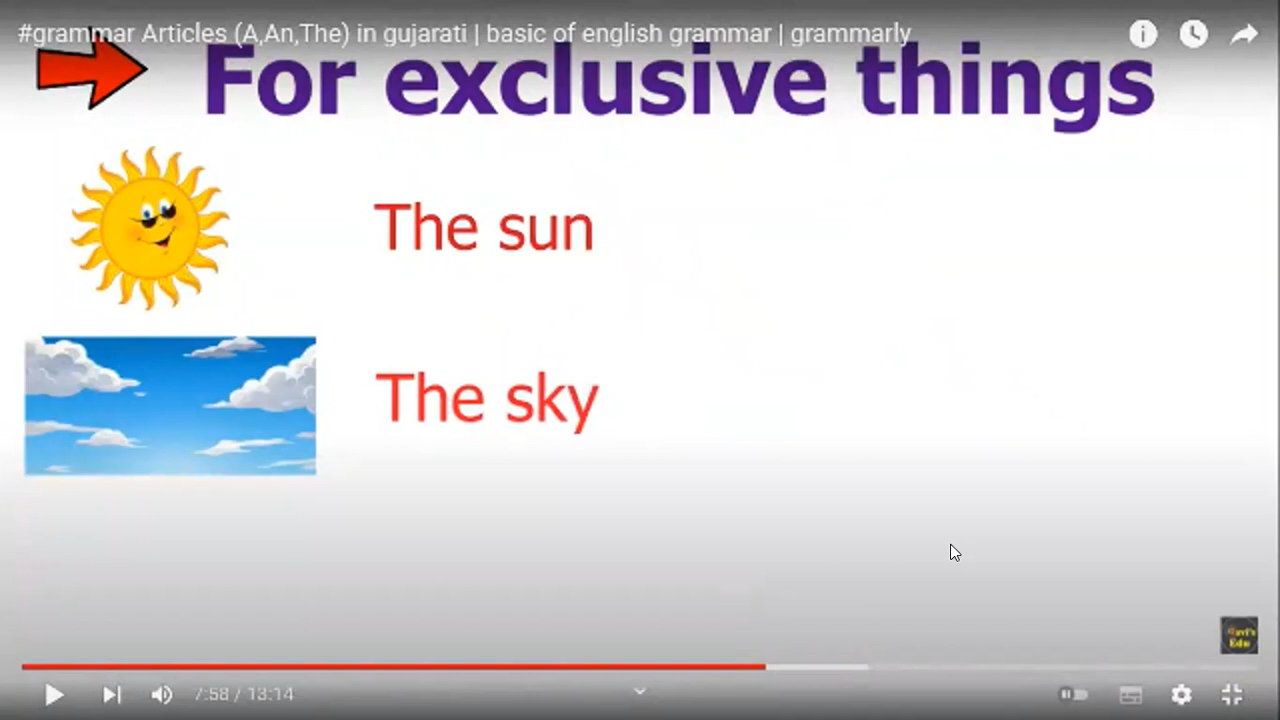 #grammar Articles (A,An,The) in gujarati | basic of english grammar | grammarly
For exclusive things
The sun
The sky
7:58 / 13:14